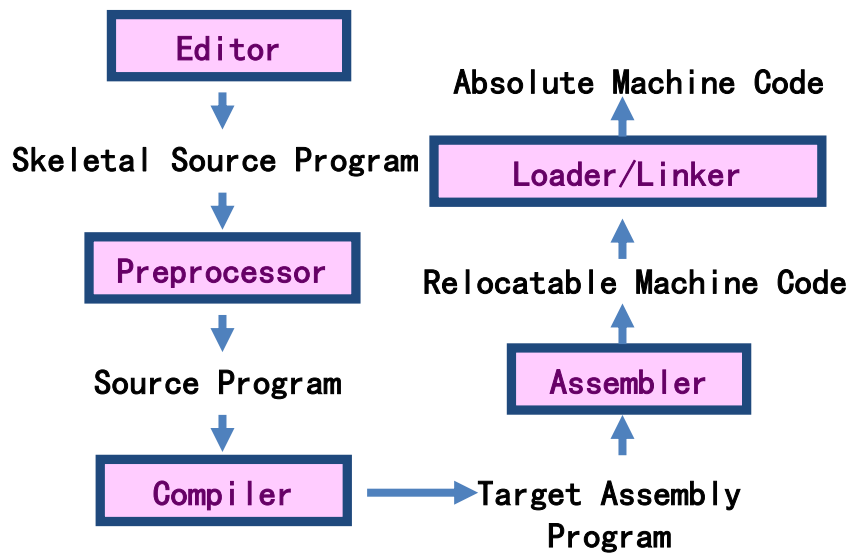 Editor
Skeletal Source Program
Preprocessor
Source Program
Compiler
Target Assembly
Program
Assembler
Relocatable Machine Code
Loader/Linker
Absolute Machine Code